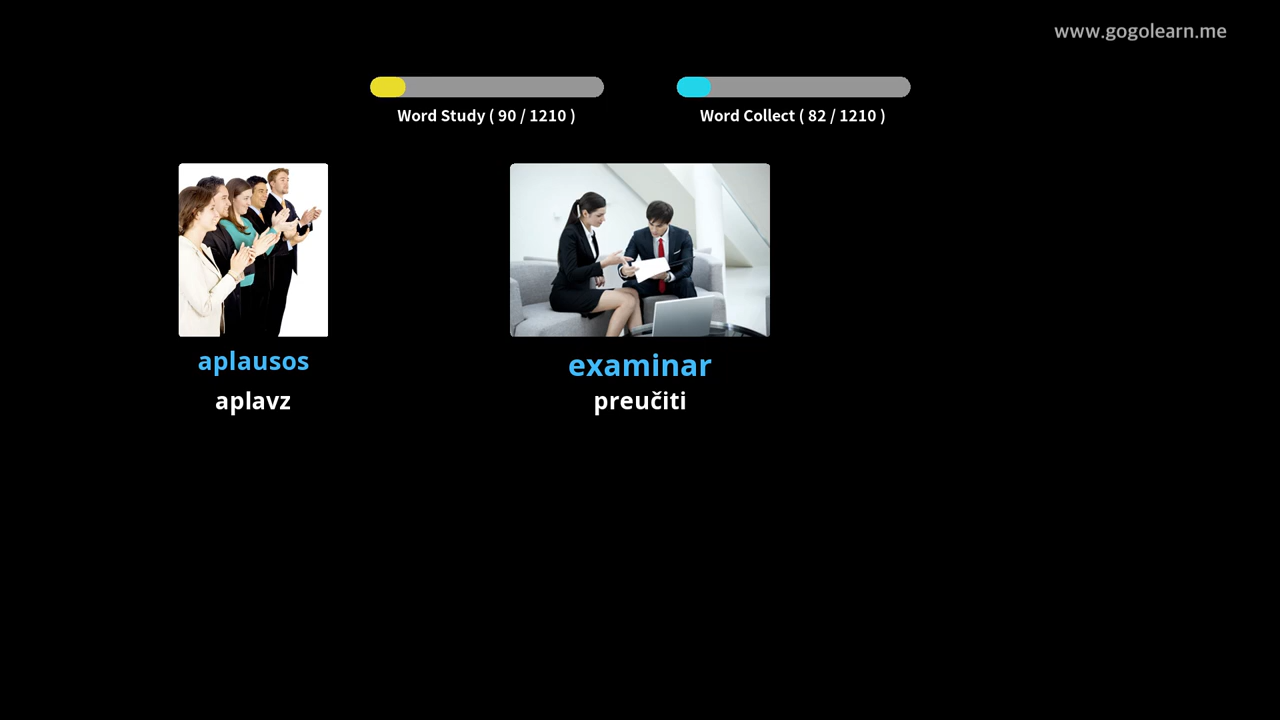 www.gogolearn.me
Word Study ( 90 / 1210 )
Word Collect ( 82 / 1210 )
aplausos
aplavz
examinar
preučiti